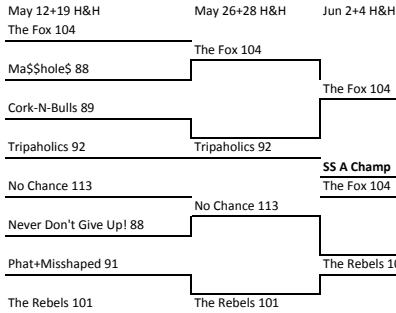 May 12+19 H&H May 26+28 H&H Jun 2+4 H&H
The Fox 104
The Fox 104
Ma$$hole$ 88
The Fox 104
Cork-N-Bulls 89
Tripaholics 92 Tripaholics 92
SS A Champ
No Chance 113 The Fox 104
No Chance 113
Never Don't Give Up! 88
Phat+Misshaped 91 The Rebels
The Rebels 101 The Rebels 101